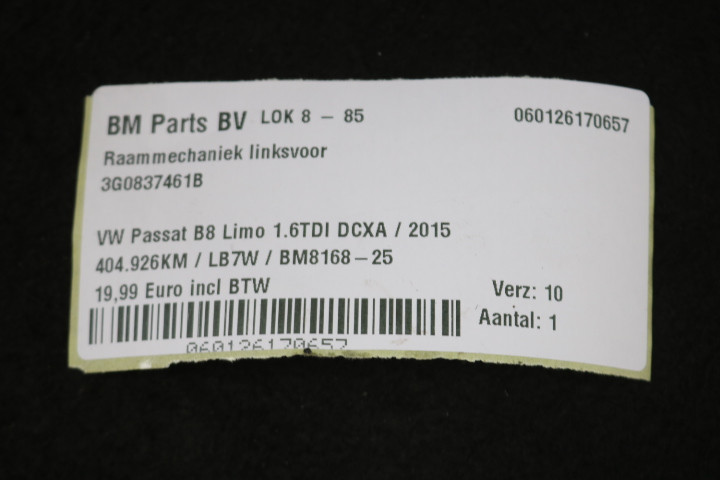 BM Parts BV LOK 8 - 85 060126170657
Raammechaniek linksvoor
3G0837461B
VW Passat B8 Limo 1.6TDI DCXA / 2015
404.926KM / LB7W / BM8168-25
19,99 Euro incl BTW Verz: 10
Aantal: 1
060126170657